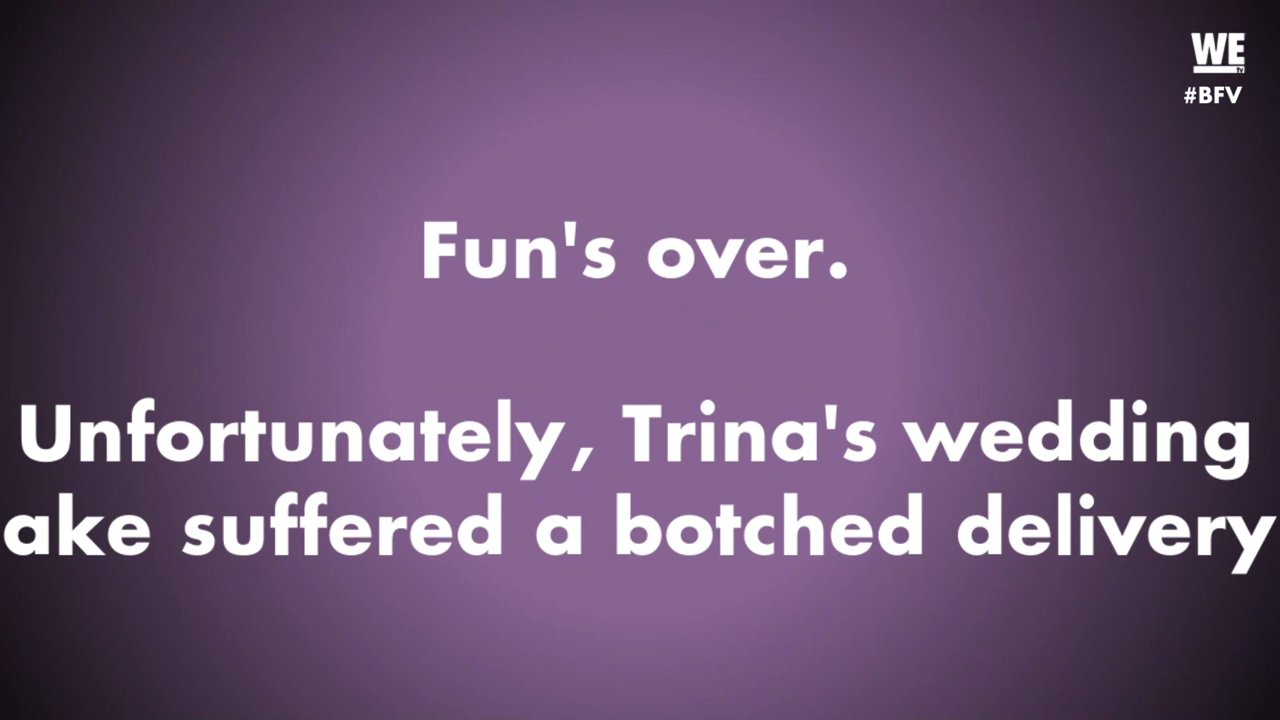 WE
tv
#BFV
Fun's over.
Unfortunately, Trina's wedding
ake suffered a botched delivery